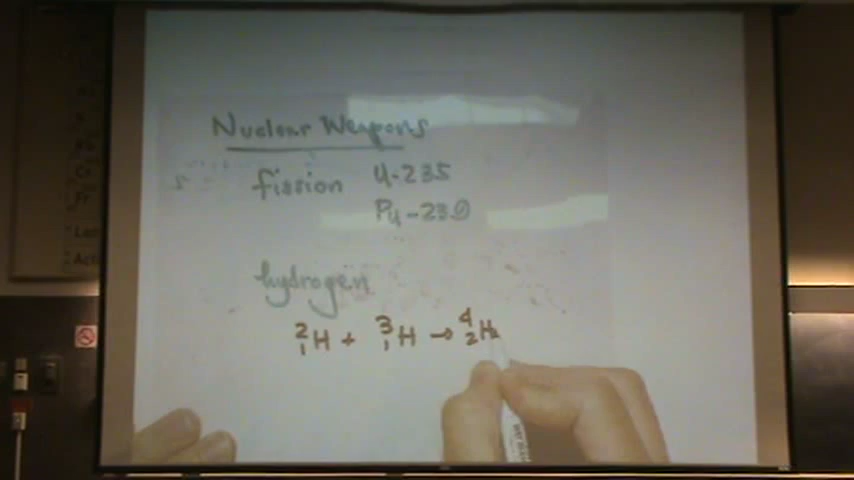 Nuclear Weapons
fission U-235
Pu-239
hydrogen
²₁H + ³₁H → ⁴₂He